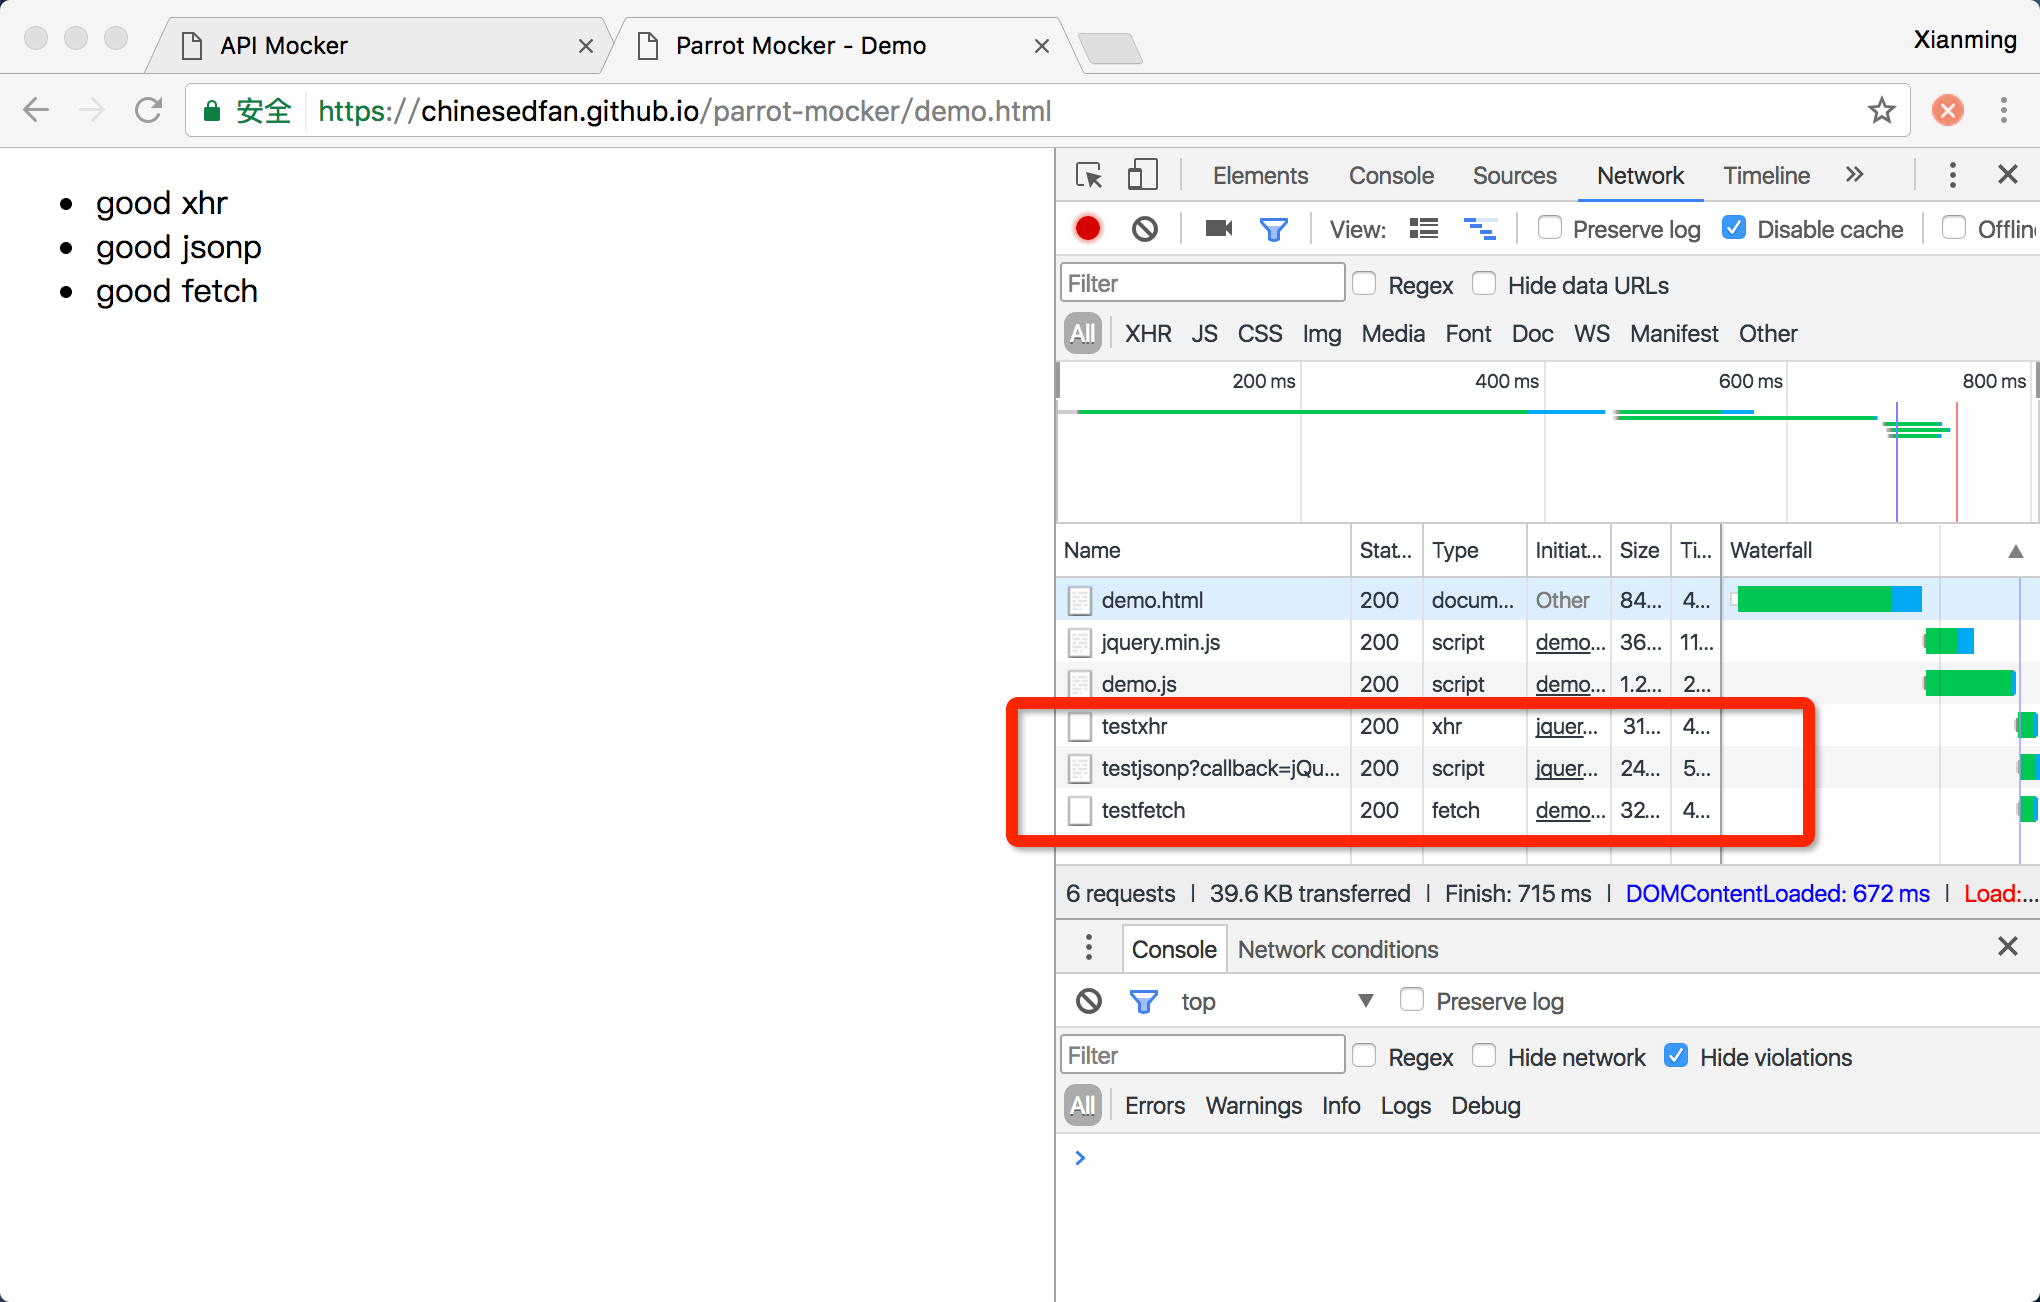 API Mocker
Parrot Mocker - Demo
Xianming
安全 https://chinesedfan.github.io/parrot-mocker/demo.html
good xhr
good jsonp
good fetch
Elements Console Sources Network Timeline
View: Preserve log Disable cache Offlin
Filter Regex Hide data URLs
All XHR JS CSS Img Media Font Doc WS Manifest Other
200 ms 400 ms 600 ms 800 ms
Name Stat... Type Initiat... Size Ti... Waterfall
demo.html 200 docum... Other 84... 4...
jquery.min.js 200 script demo... 36... 11...
demo.js 200 script demo... 1.2... 2...
testxhr 200 xhr jquer... 31... 4...
testjsonp?callback=jQu... 200 script jquer... 24... 5...
testfetch 200 fetch demo... 32... 4...
6 requests | 39.6 KB transferred | Finish: 715 ms | DOMContentLoaded: 672 ms | Load:...
Console Network conditions
top Preserve log
Filter Regex Hide network Hide violations
All Errors Warnings Info Logs Debug